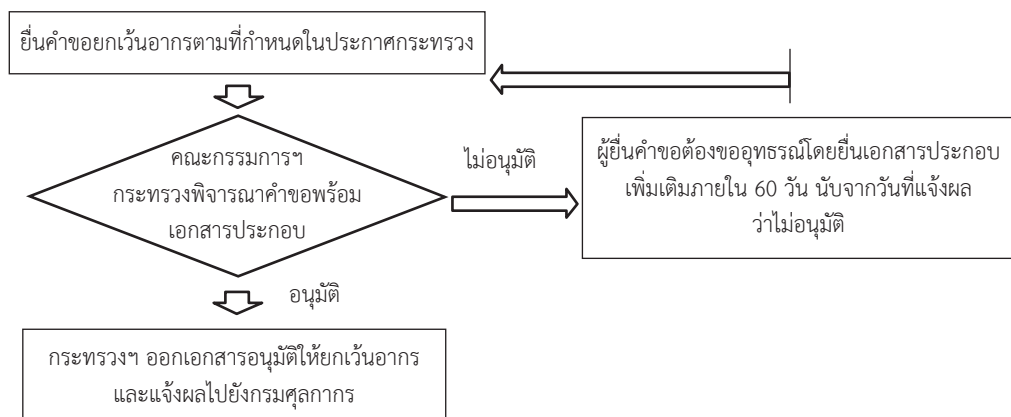 ยื่นคำขอยกเว้นอากรตามที่กำหนดในประกาศกระทรวง
คณะกรรมการฯ
กระทรวงพิจารณาคำขอพร้อม
เอกสารประกอบ
ไม่อนุมัติ
ผู้ยื่นคำขอต้องขออุทธรณ์โดยยื่นเอกสารประกอบ
เพิ่มเติมภายใน 60 วัน นับจากวันที่แจ้งผล
ว่าไม่อนุมัติ
อนุมัติ
กระทรวงฯ ออกเอกสารอนุมัติให้ยกเว้นอากร
และแจ้งผลไปยังกรมศุลกากร